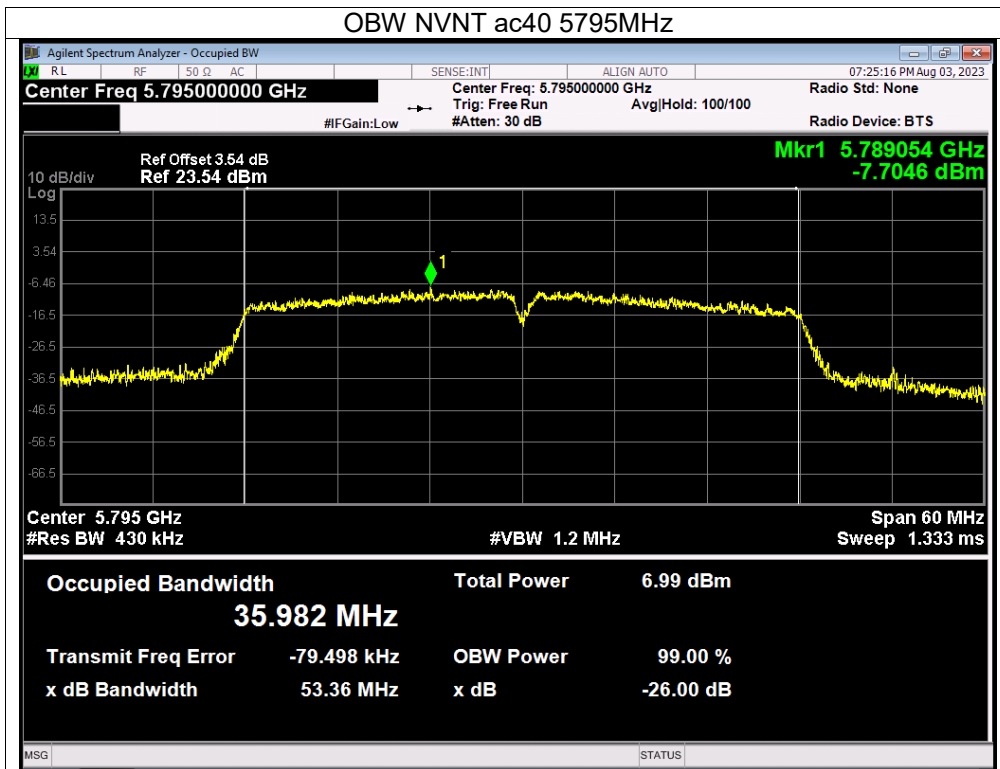 OBW NVNT ac40 5795MHz
Agilent Spectrum Analyzer - Occupied BW
LXI RL RF 50 Ω AC SENSE:INT ALIGN AUTO 07:25:16 PM Aug 03, 2023
Center Freq 5.795000000 GHz Center Freq: 5.795000000 GHz Radio Std: None
Trig: Free Run Avg|Hold: 100/100
#IFGain:Low #Atten: 30 dB Radio Device: BTS
Mkr1 5.789054 GHz
-7.7046 dBm
Ref Offset 3.54 dB
10 dB/div Ref 23.54 dBm
Log
13.5
3.54
1
-6.46
-16.5
-26.5
-36.5
-46.5
-56.5
-66.5
Center 5.795 GHz Span 60 MHz
#Res BW 430 kHz #VBW 1.2 MHz Sweep 1.333 ms
Occupied Bandwidth Total Power 6.99 dBm
35.982 MHz
Transmit Freq Error -79.498 kHz OBW Power 99.00 %
x dB Bandwidth 53.36 MHz x dB -26.00 dB
MSG STATUS